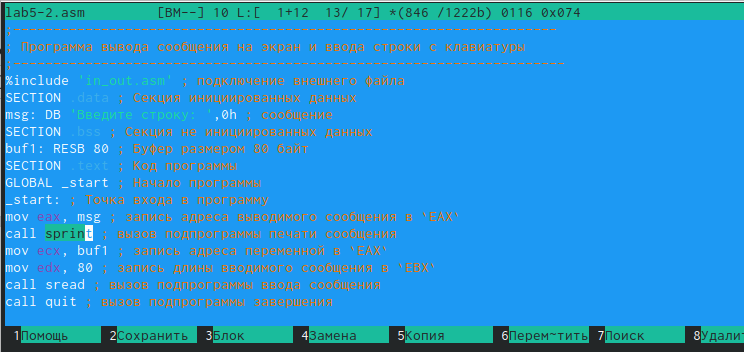 lab5-2.asm [BM--] 10 L:[ 1+12 13/ 17] *(846 /1222b) 0116 0x074
;--------------------------------------------------------------------
; Программа вывода сообщения на экран и ввода строки с клавиатуры
;---------------------------------------------------------------------
%include 'in_out.asm' ; подключение внешнего файла
SECTION .data ; Секция инициированных данных
msg: DB 'Введите строку: ',0h ; сообщение
SECTION .bss ; Секция не инициированных данных
buf1: RESB 80 ; Буфер размером 80 байт
SECTION .text ; Код программы
GLOBAL _start ; Начало программы
_start: ; Точка входа в программу
mov eax, msg ; запись адреса выводимого сообщения в `EAX`
call sprint ; вызов подпрограммы печати сообщения
mov ecx, buf1 ; запись адреса переменной в `EAX`
mov edx, 80 ; запись длины вводимого сообщения в `EBX`
call sread ; вызов подпрограммы ввода сообщения
call quit ; вызов подпрограммы завершения
1Помощь 2Сохранить 3Блок 4Замена 5Копия 6Перем~тить 7Поиск 8Удалит